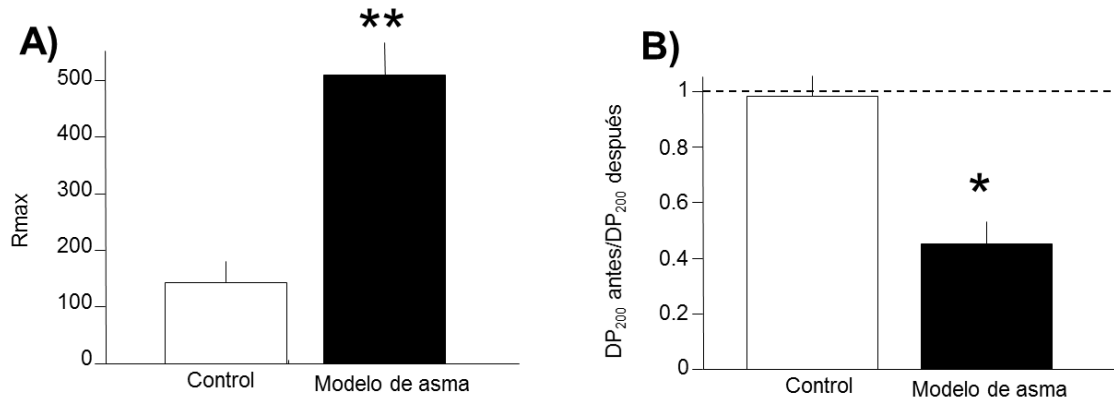 A)
**
500
400
300
200
100
0
Rmax
Control
Modelo de asma
B)
1
0.8
0.6
0.4
0.2
0
DP₂₀₀ antes/DP₂₀₀ después
*
Control
Modelo de asma